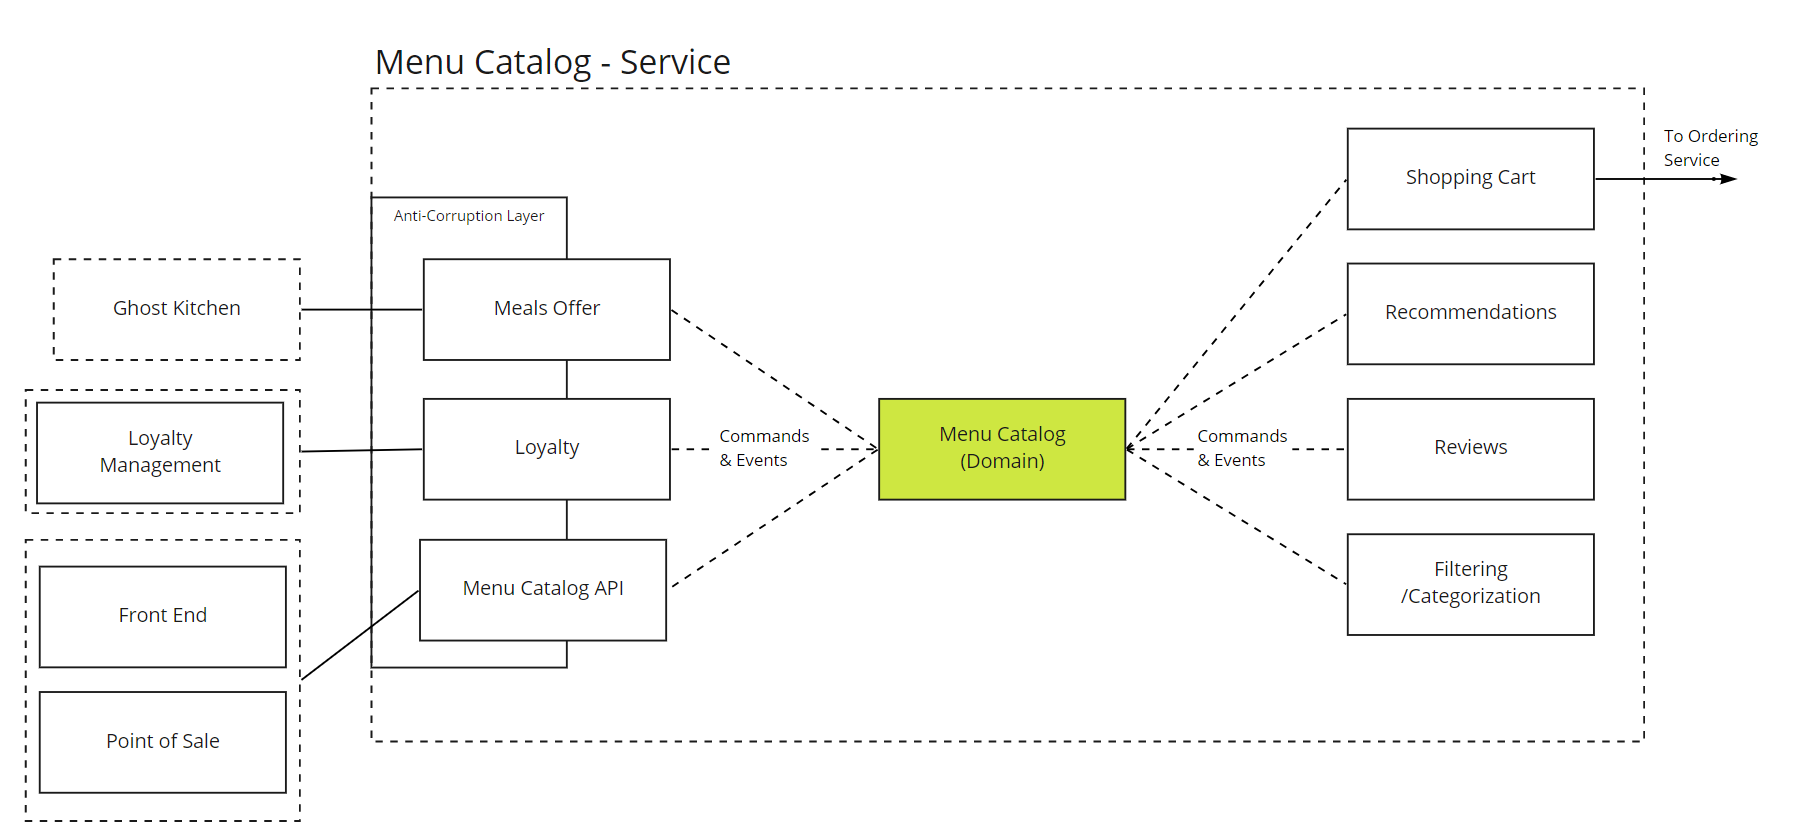 Menu Catalog - Service
To Ordering
Service
Shopping Cart
Anti-Corruption Layer
Ghost Kitchen
Meals Offer
Recommendations
Loyalty
Management
Loyalty
Commands
& Events
Menu Catalog
(Domain)
Commands
& Events
Reviews
Front End
Menu Catalog API
Filtering
/Categorization
Point of Sale